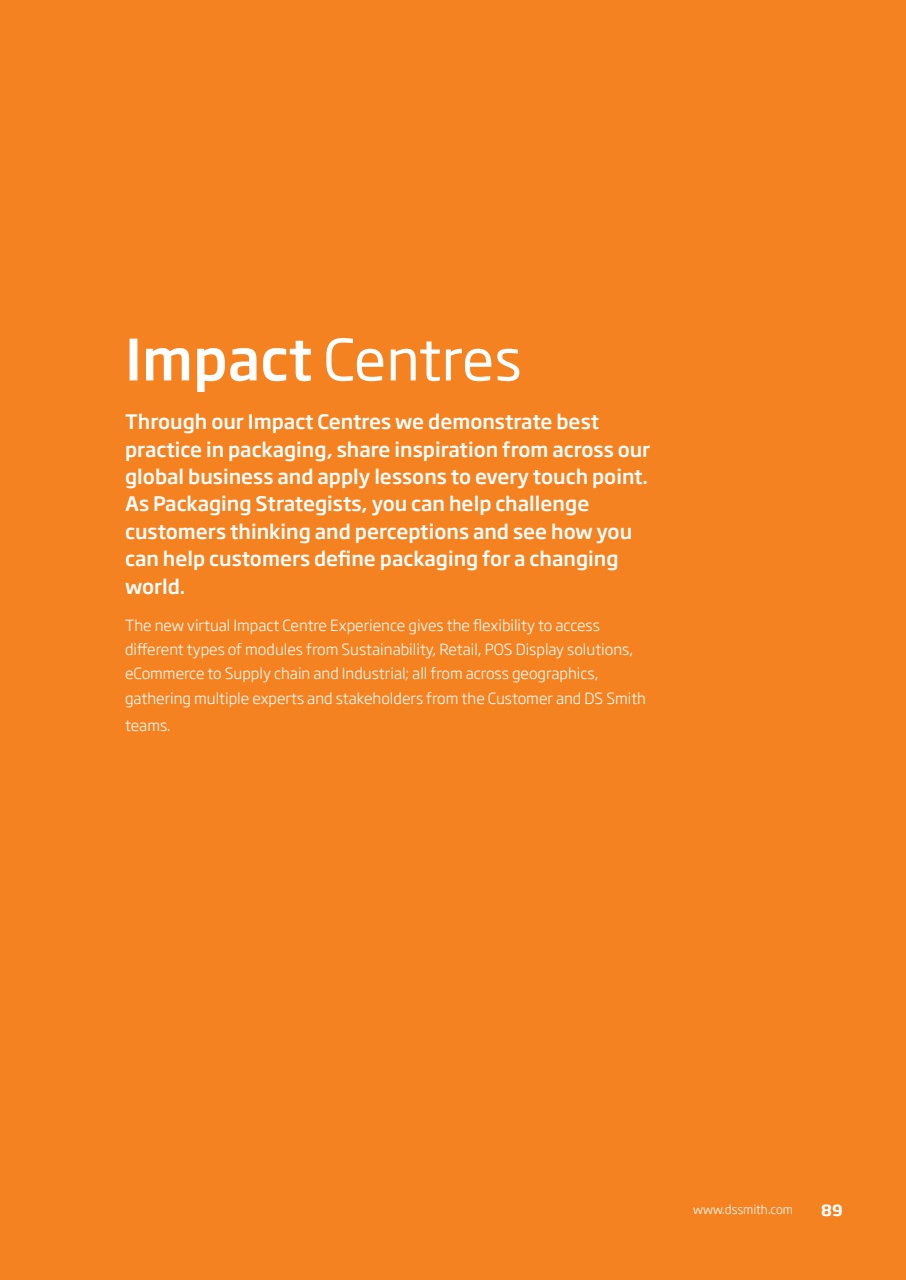 Impact Centres
Through our Impact Centres we demonstrate best
practice in packaging, share inspiration from across our
global business and apply lessons to every touch point.
As Packaging Strategists, you can help challenge
customers thinking and perceptions and see how you
can help customers define packaging for a changing
world.
The new virtual Impact Centre Experience gives the flexibility to access
different types of modules from Sustainability, Retail, POS Display solutions,
eCommerce to Supply chain and Industrial; all from across geographics,
gathering multiple experts and stakeholders from the Customer and DS Smith
teams.
www.dssmith.com 89